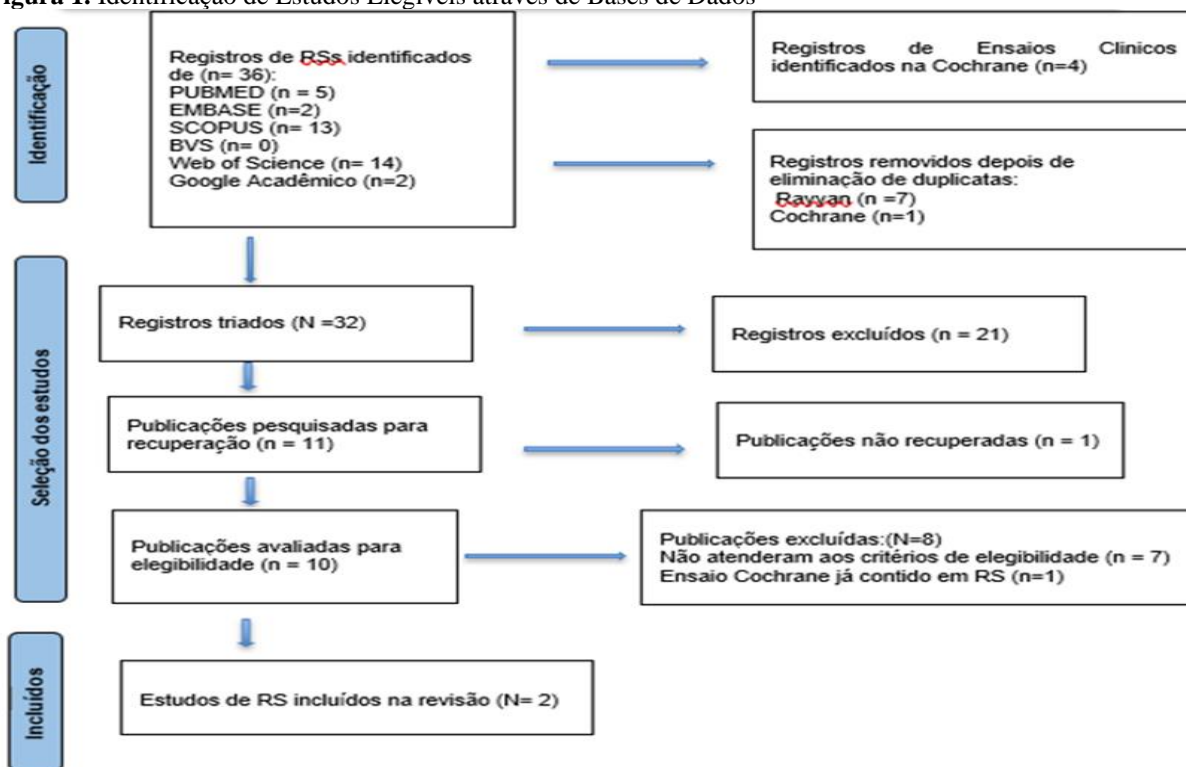 Figura 1. Identificação de Estudos Elegíveis através de Bases de Dados
Identificação
Registros de RSs identificados
de (n= 36):
PUBMED (n = 5)
EMBASE (n=2)
SCOPUS (n= 13)
BVS (n= 0)
Web of Science (n= 14)
Google Acadêmico (n=2)
Registros de Ensaios Clinicos
identificados na Cochrane (n=4)
Registros removidos depois de
eliminação de duplicatas:
Rayyan (n =7)
Cochrane (n=1)
Seleção dos estudos
Registros triados (N =32)
Registros excluídos (n = 21)
Publicações pesquisadas para
recuperação (n = 11)
Publicações não recuperadas (n = 1)
Publicações avaliadas para
elegibilidade (n = 10)
Publicações excluídas:(N=8)
Não atenderam aos critérios de elegibilidade (n = 7)
Ensaio Cochrane já contido em RS (n=1)
Incluídos
Estudos de RS incluídos na revisão (N= 2)